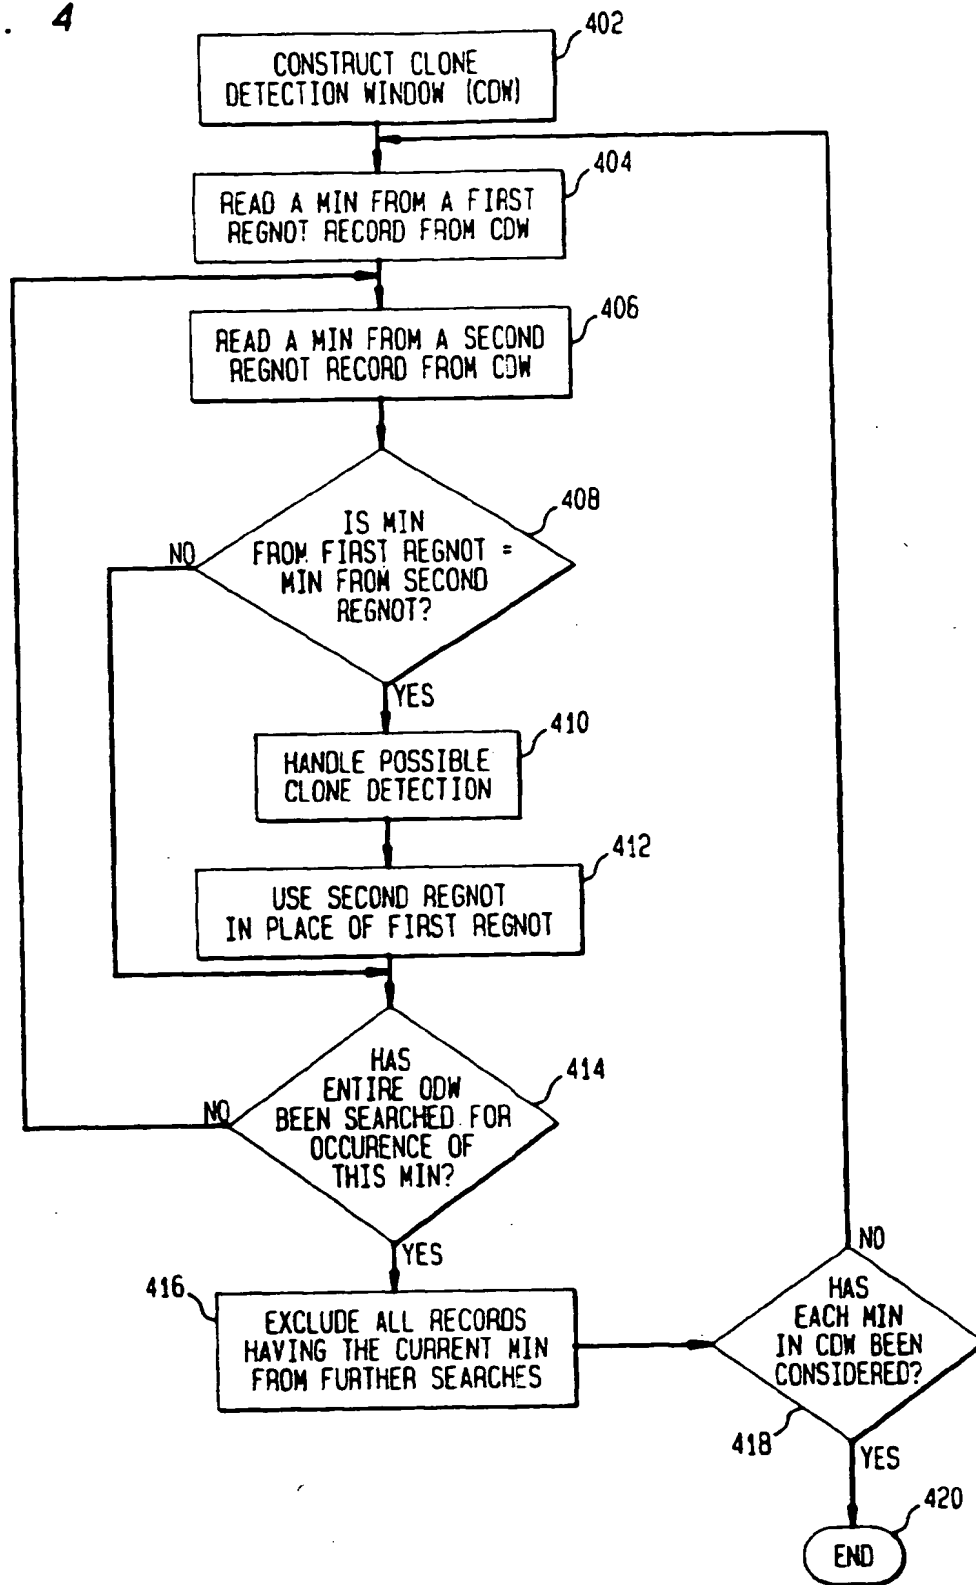 . 4
402
CONSTRUCT CLONE
DETECTION WINDOW (CDW)
404
READ A MIN FROM A FIRST
REGNOT RECORD FROM CDW
406
READ A MIN FROM A SECOND
REGNOT RECORD FROM CDW
408
IS MIN
FROM FIRST REGNOT =
MIN FROM SECOND
REGNOT?
NO
YES
410
HANDLE POSSIBLE
CLONE DETECTION
412
USE SECOND REGNOT
IN PLACE OF FIRST REGNOT
414
HAS
ENTIRE ODW
BEEN SEARCHED FOR
OCCURENCE OF
THIS MIN?
NO
YES
416
EXCLUDE ALL RECORDS
HAVING THE CURRENT MIN
FROM FURTHER SEARCHES
NO
HAS
EACH MIN
IN CDW BEEN
CONSIDERED?
418
YES
420
END